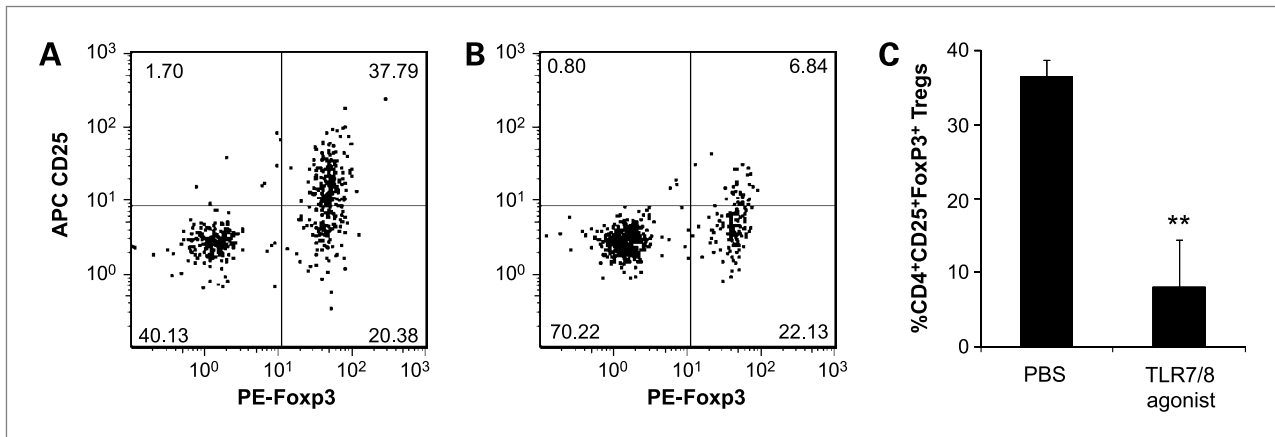 A
10³
10²
10¹
10⁰
APC CD25
1.70
37.79
40.13
20.38
10⁰ 10¹ 10² 10³
PE-Foxp3
B
10³
10²
10¹
10⁰
0.80
6.84
70.22
22.13
10⁰ 10¹ 10² 10³
PE-Foxp3
C
%CD4⁺CD25⁺FoxP3⁺ Tregs
40
30
20
10
0
**
PBS
TLR7/8
agonist